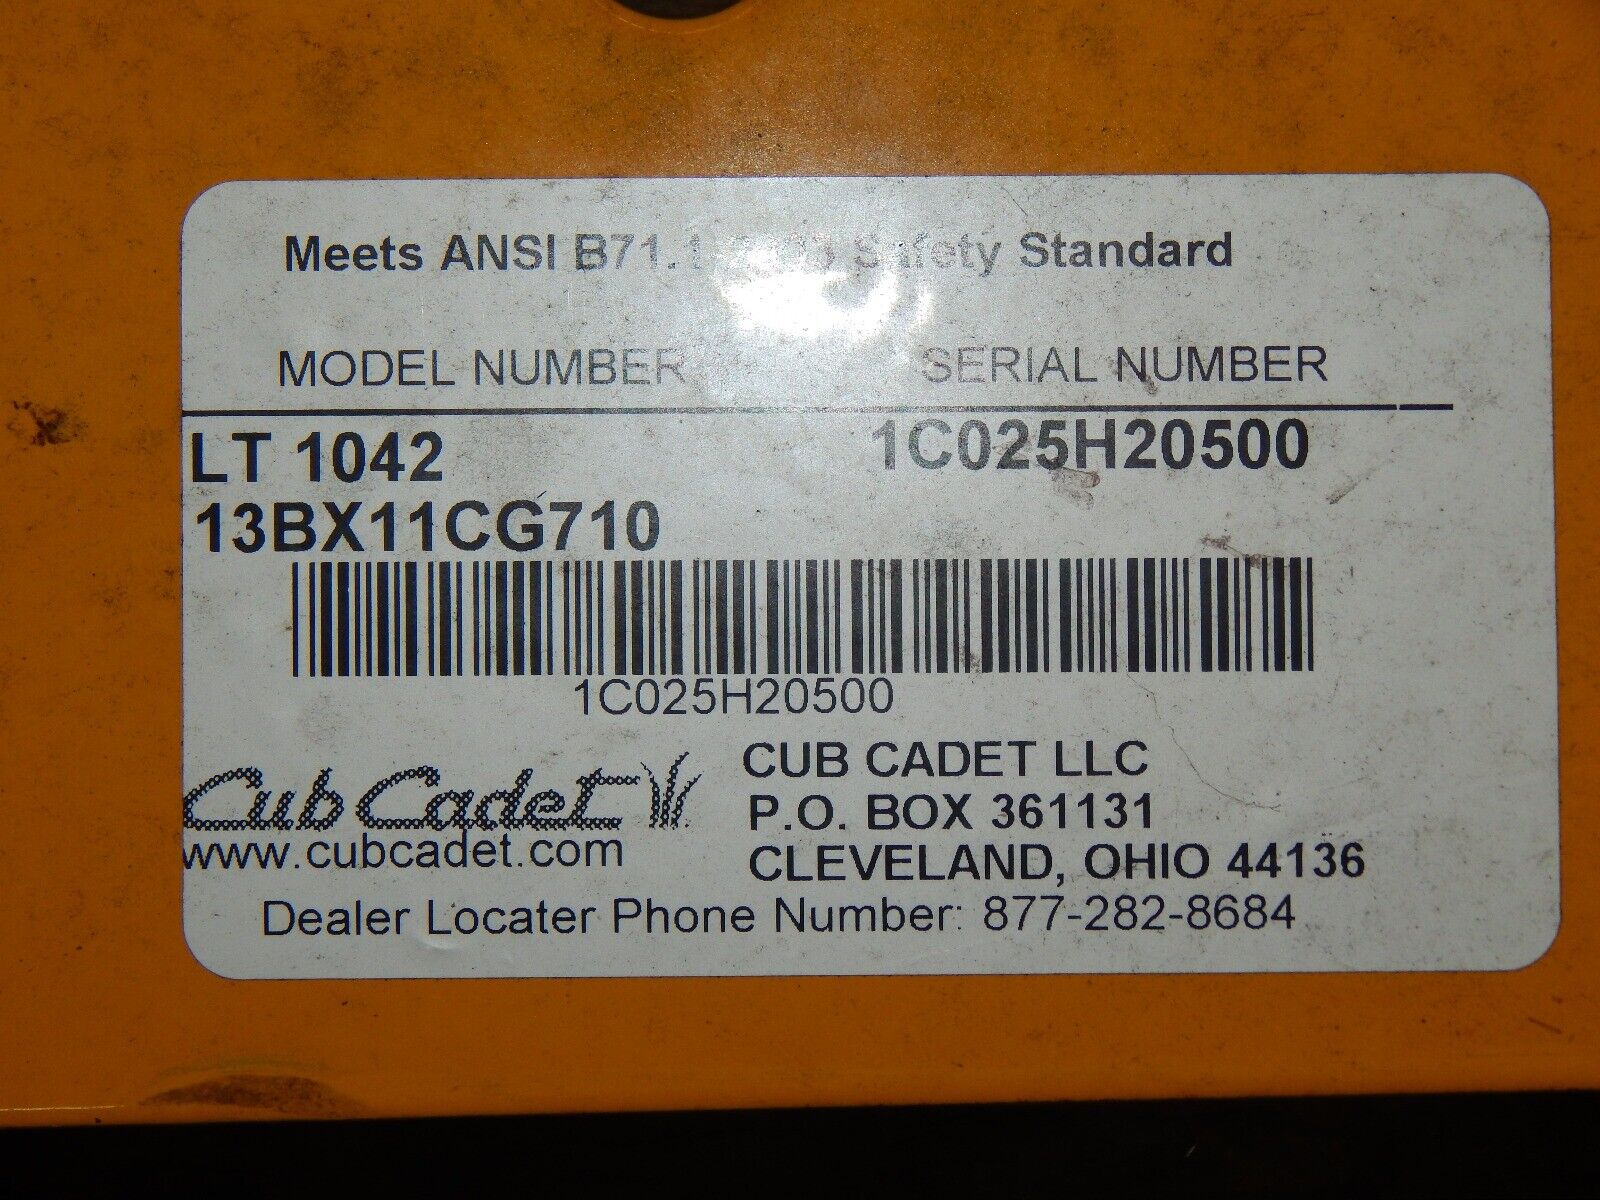 Meets ANSI B71.1 Safety Standard
MODEL NUMBER SERIAL NUMBER
LT 1042 1C025H20500
13BX11CG710
1C025H20500
Cub Cadet
www.cubcadet.com
CUB CADET LLC
P.O. BOX 361131
CLEVELAND, OHIO 44136
Dealer Locater Phone Number: 877-282-8684